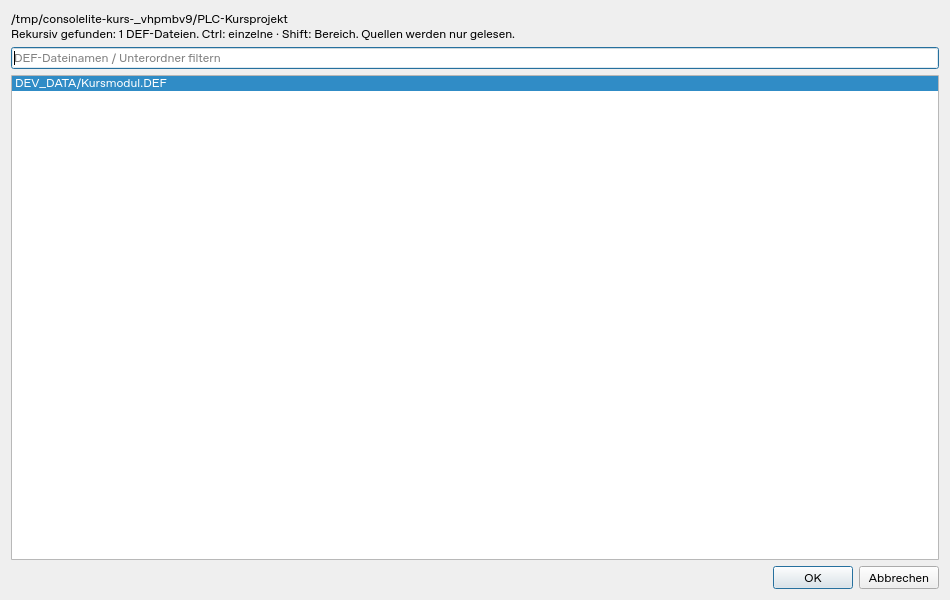 /tmp/consolelite-kurs-_vhpmbv9/PLC-Kursprojekt
Rekursiv gefunden: 1 DEF-Dateien. Ctrl: einzelne · Shift: Bereich. Quellen werden nur gelesen.
DEF-Dateinamen / Unterordner filtern
DEV_DATA/Kursmodul.DEF
OK
Abbrechen